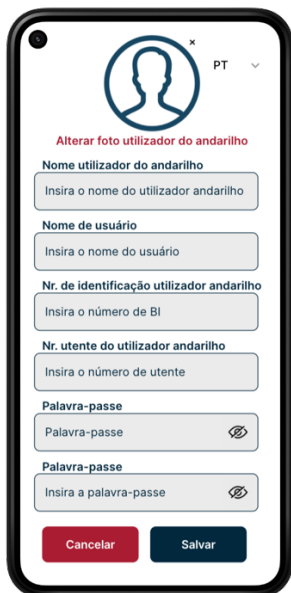 PT
Alterar foto utilizador do andarilho
Nome utilizador do andarilho
Insira o nome do utilizador andarilho
Nome de usuário
Insira o nome do usuário
Nr. de identificação utilizador andarilho
Insira o número de BI
Nr. utente do utilizador andarilho
Insira o número de utente
Palavra-passe
Palavra-passe
Palavra-passe
Insira a palavra-passe
Cancelar
Salvar